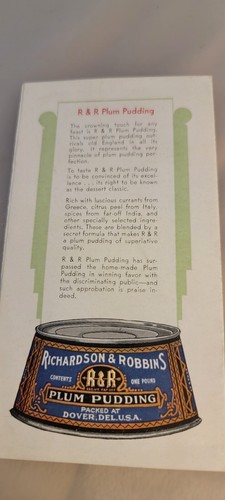 R & R Plum Pudding
The crowning touch for any
feast is R & R Plum Pudding.
This super plum pudding out-
rivals old England in all its
glory. It represents the very
pinnacle of plum pudding per-
fection.
To taste R & R Plum Pudding
is to be convinced of its excel-
lence . . . its right to be known
as the dessert classic.
Rich with luscious currants from
Greece, citrus peel from Italy,
spices from far-off India, and
other specially selected ingre-
dients. These are blended by a
secret formula that makes R & R
a plum pudding of superlative
quality.
R & R Plum Pudding has sur-
passed the home-made Plum
Pudding in winning favor with
the discriminating public—and
such approbation is praise in-
deed.
RICHARDSON & ROBBINS
CONTENTS R&R ONE POUND
PLUM PUDDING
PACKED AT
DOVER, DEL. U.S.A.